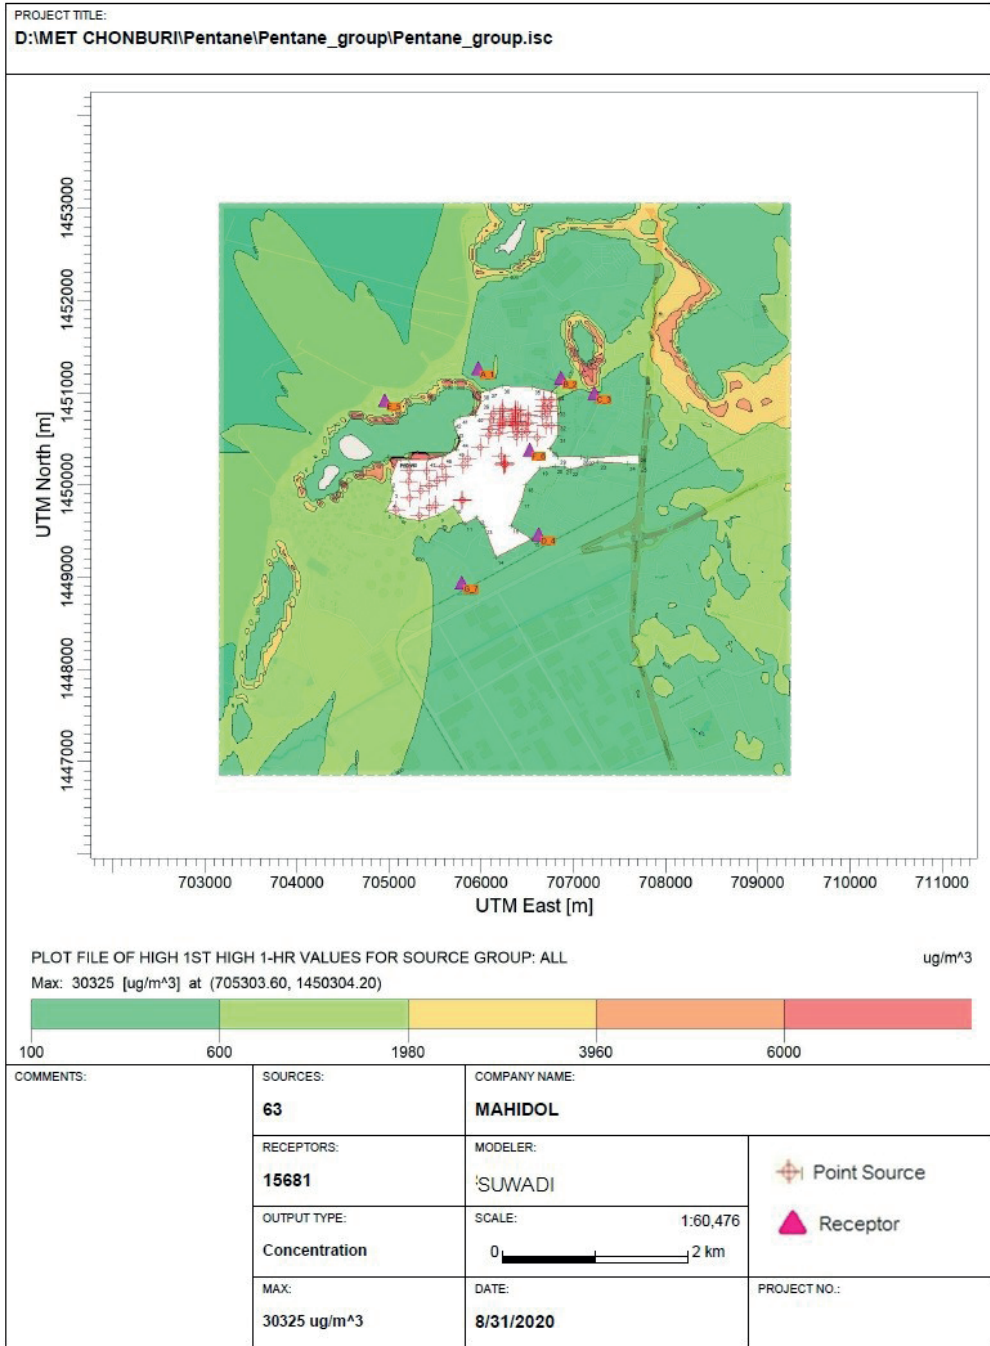 PROJECT TITLE:
D:\MET CHONBURI\Pentane\Pentane_group\Pentane_group.isc
UTM North [m]
1453000
1452000
1451000
1450000
1449000
1448000
1447000
703000 704000 705000 706000 707000 708000 709000 710000 711000
UTM East [m]
PLOT FILE OF HIGH 1ST HIGH 1-HR VALUES FOR SOURCE GROUP: ALL ug/m^3
Max: 30325 [ug/m^3] at (705303.60, 1450304.20)
100 600 1980 3960 6000
COMMENTS:
SOURCES:
63
COMPANY NAME:
MAHIDOL
RECEPTORS:
15681
MODELER:
SUWADI
Point Source
Receptor
OUTPUT TYPE:
Concentration
SCALE: 1:60,476
0 2 km
MAX:
30325 ug/m^3
DATE:
8/31/2020
PROJECT NO.: